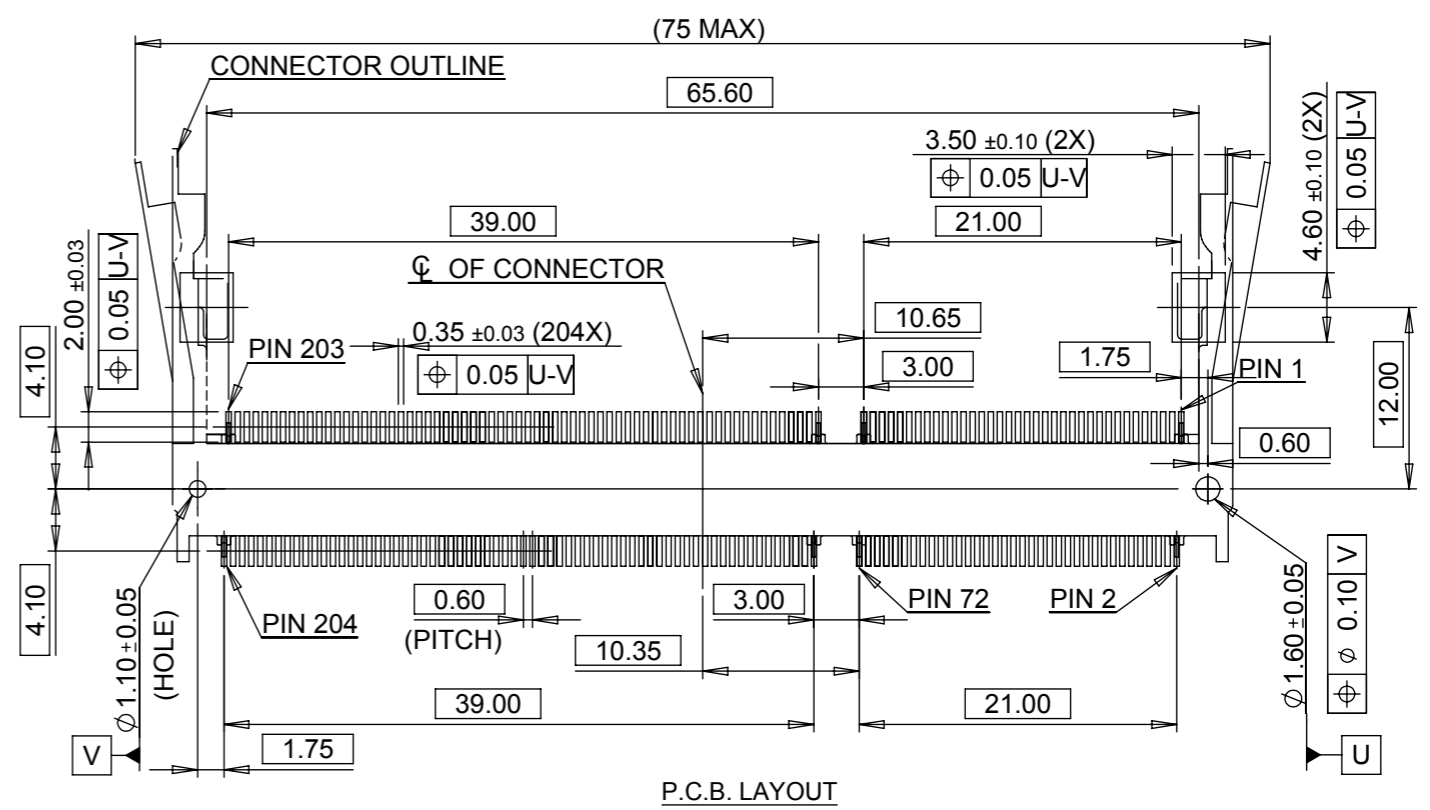 (75 MAX)
CONNECTOR OUTLINE
65.60
3.50 ±0.10 (2X)
⌖ 0.05 U-V
4.60 ±0.10 (2X)
⌖ 0.05 U-V
39.00
21.00
2.00 ±0.03
⌖ 0.05 U-V
℄ OF CONNECTOR
10.65
0.35 ±0.03 (204X)
⌖ 0.05 U-V
PIN 203
3.00
1.75
PIN 1
4.10
12.00
0.60
4.10
PIN 204
0.60
(PITCH)
3.00
PIN 72
PIN 2
10.35
⌀1.10±0.05
(HOLE)
⌀1.60±0.05
⌖ ⌀ 0.10 V
39.00
21.00
V
1.75
U
P.C.B. LAYOUT